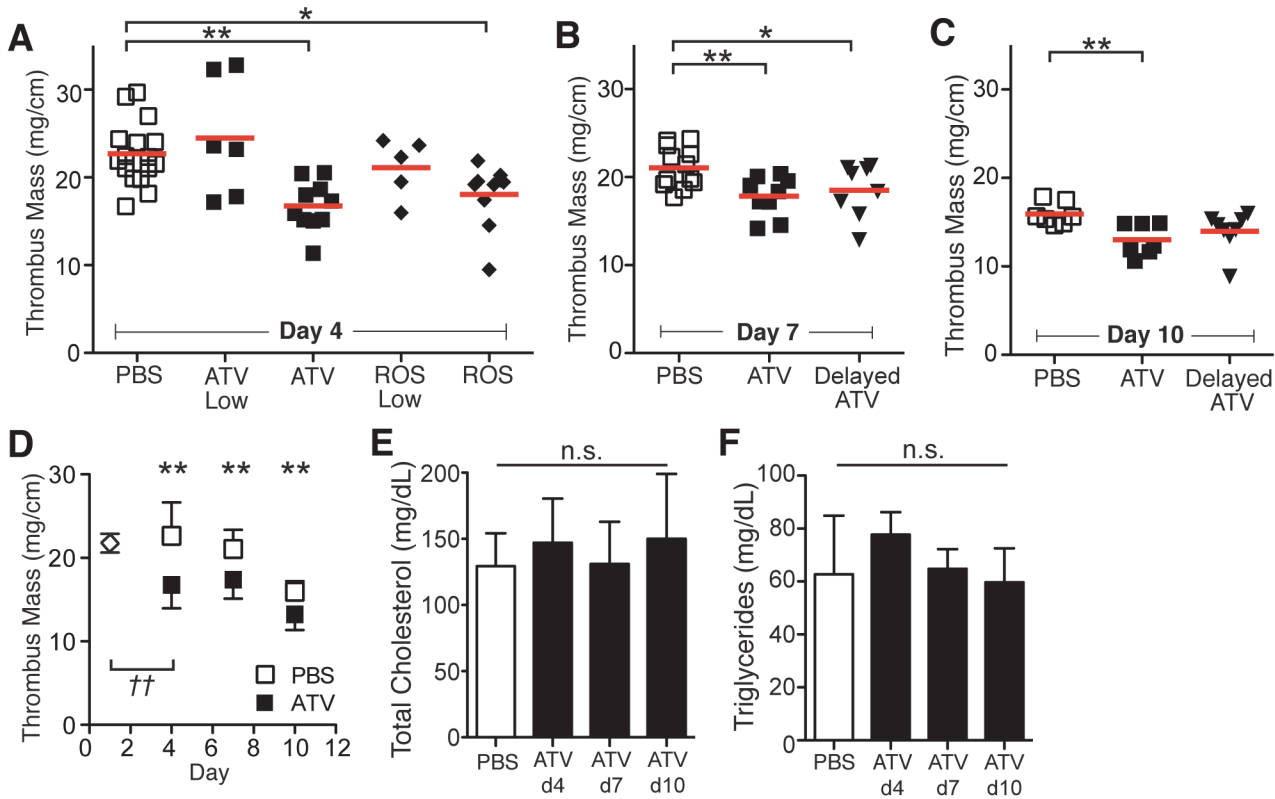 A
Thrombus Mass (mg/cm)
30
20
10
0
*
**
Day 4
PBS
ATV Low
ATV
ROS Low
ROS
B
Thrombus Mass (mg/cm)
30
20
10
0
*
**
Day 7
PBS
ATV
Delayed ATV
C
Thrombus Mass (mg/cm)
30
20
10
0
**
Day 10
PBS
ATV
Delayed ATV
D
Thrombus Mass (mg/cm)
30
20
10
0
** ** **
††
PBS
ATV
0 2 4 6 8 10 12
Day
E
Total Cholesterol (mg/dL)
200
150
100
50
0
n.s.
PBS
ATV d4
ATV d7
ATV d10
F
Triglycerides (mg/dL)
100
80
60
40
20
0
n.s.
PBS
ATV d4
ATV d7
ATV d10